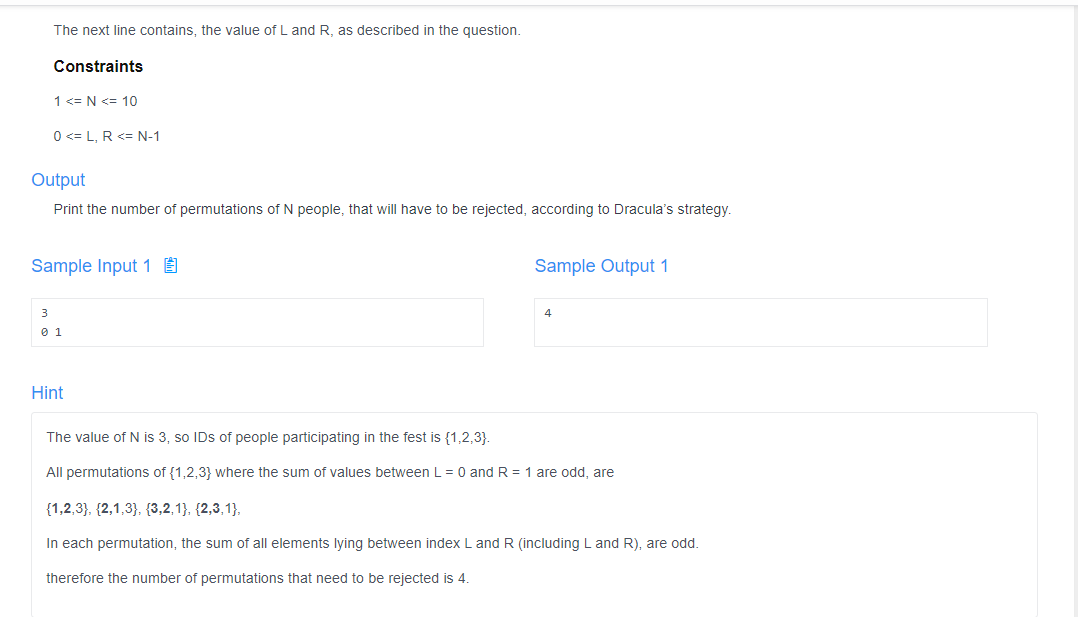 The next line contains, the value of L and R, as described in the question.
Constraints
1 <= N <= 10
0 <= L, R <= N-1
Output
Print the number of permutations of N people, that will have to be rejected, according to Dracula's strategy.
Sample Input 1
Sample Output 1
3
0 1
4
Hint
The value of N is 3, so IDs of people participating in the fest is {1,2,3}.
All permutations of {1,2,3} where the sum of values between L = 0 and R = 1 are odd, are
{1,2,3}, {2,1,3}, {3,2,1}, {2,3,1},
In each permutation, the sum of all elements lying between index L and R (including L and R), are odd.
therefore the number of permutations that need to be rejected is 4.